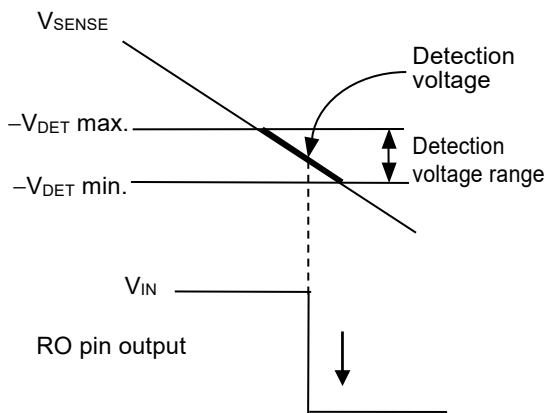 VSENSE
Detection
voltage
–VDET max.
Detection
voltage range
–VDET min.
VIN
RO pin output